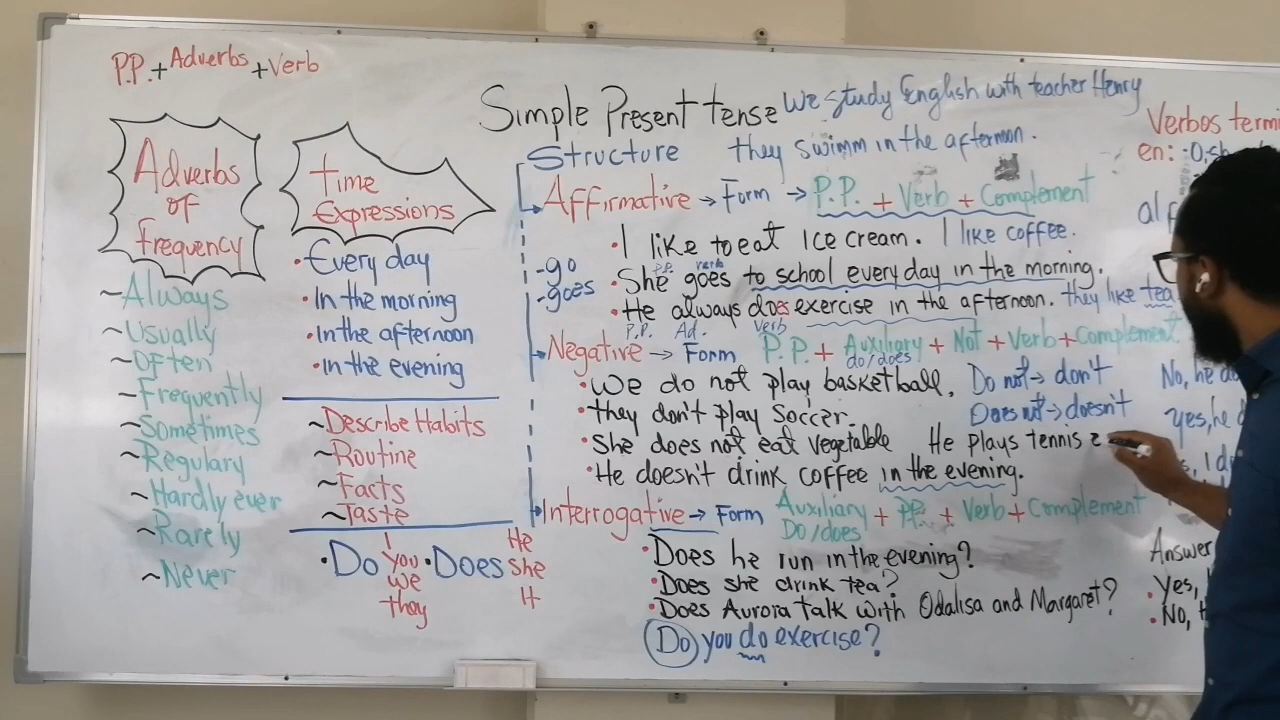 P.P. + Adverbs + Verb
Adverbs
of
frequency
~Always
~Usually
~Often
~Frequently
~Sometimes
~Regulary
~Hardly ever
~Rarely
~Never
Time
Expressions
•Every day
•In the morning
•In the afternoon
•In the evening
~Describe Habits
~Routine
~Facts
~Taste
•Do
I
you
we
they
•Does
He
she
It
Simple Present tense We study English with teacher Henry
Structure they swimm in the afternoon.
Affirmative → Form → P.P. + Verb + Complement
•I like to eat Ice cream. I like coffee.
P.P. verb
-go
-goes
•She goes to school every day in the morning.
•He always does exercise in the afternoon. they like tea
P.P. Ad. Verb
Negative → Form P.P. + Auxiliary + Not + Verb + Complement
do/does
•We do not play basketball. Do not → don't
•they don't play Soccer. Does not → doesn't
•She does not eat vegetable He plays tennis
•He doesn't drink coffee in the evening.
Interrogative → Form Auxiliary + P.P. + Verb + Complement
Do/does
•Does he run in the evening?
•Does she drink tea?
•Does Aurora talk with Odalisa and Margaret?
Do you do exercise?
Verbos
en:
No, he
Yes, he
Answer
•Yes,
•No,